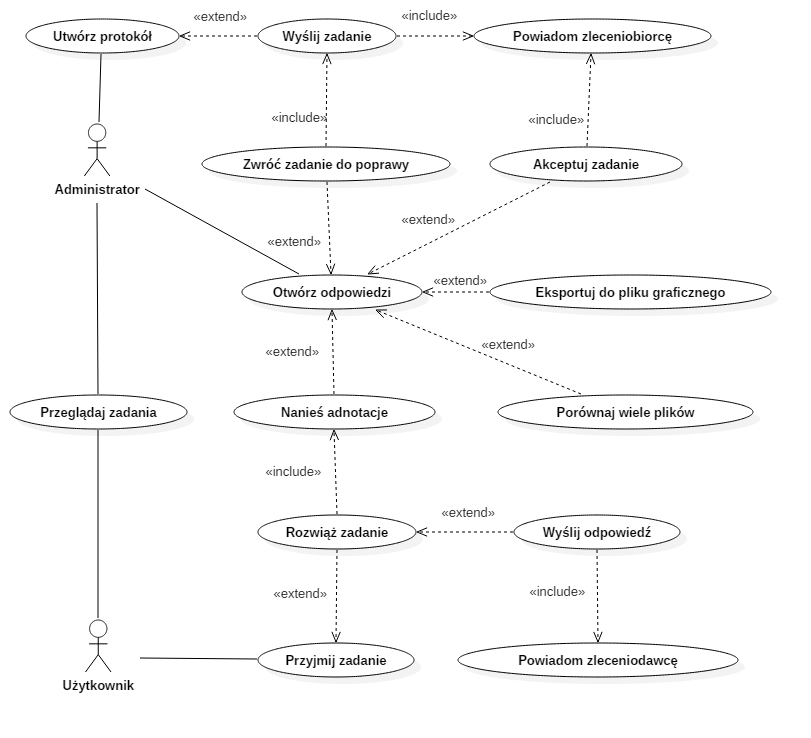 «extend»
«include»
Utwórz protokół
Wyślij zadanie
Powiadom zleceniobiorcę
«include»
«include»
Zwróć zadanie do poprawy
Akceptuj zadanie
Administrator
«extend»
«extend»
«extend»
Otwórz odpowiedzi
Eksportuj do pliku graficznego
«extend»
«extend»
Przeglądaj zadania
Nanieś adnotacje
Porównaj wiele plików
«include»
«extend»
Rozwiąż zadanie
Wyślij odpowiedź
«extend»
«include»
Przyjmij zadanie
Powiadom zleceniodawcę
Użytkownik